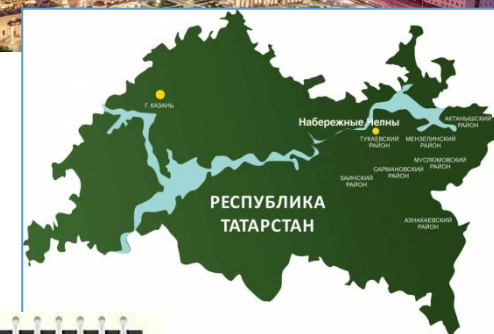 Г. КАЗАНЬ
Набережные Челны
АКТАНЫШСКИЙ
РАЙОН
ТУКАЕВСКИЙ
РАЙОН
МЕНЗЕЛИНСКИЙ
РАЙОН
МУСЛЮМОВСКИЙ
РАЙОН
САРМАНОВСКИЙ
РАЙОН
ЗАИНСКИЙ
РАЙОН
РЕСПУБЛИКА
ТАТАРСТАН
АЗНАКАЕВСКИЙ
РАЙОН